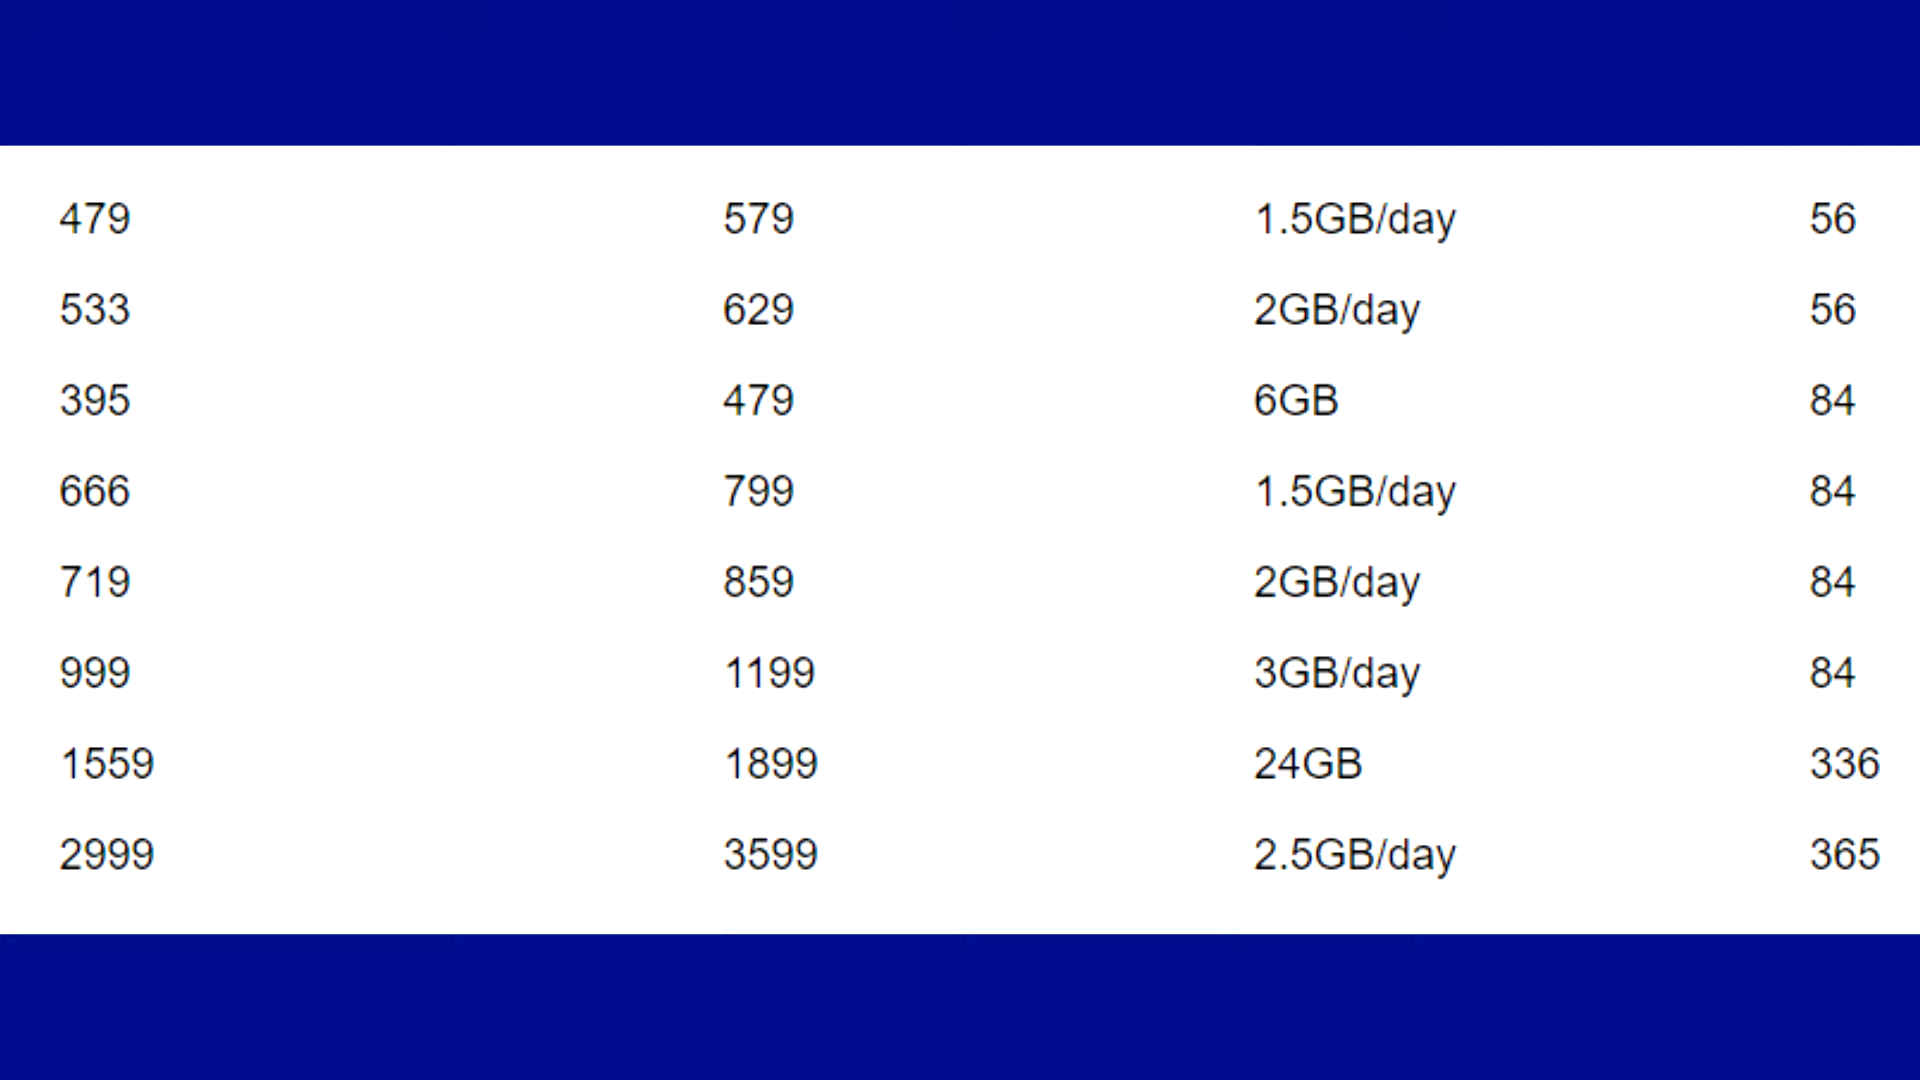 479 579 1.5GB/day 56
533 629 2GB/day 56
395 479 6GB 84
666 799 1.5GB/day 84
719 859 2GB/day 84
999 1199 3GB/day 84
1559 1899 24GB 336
2999 3599 2.5GB/day 365